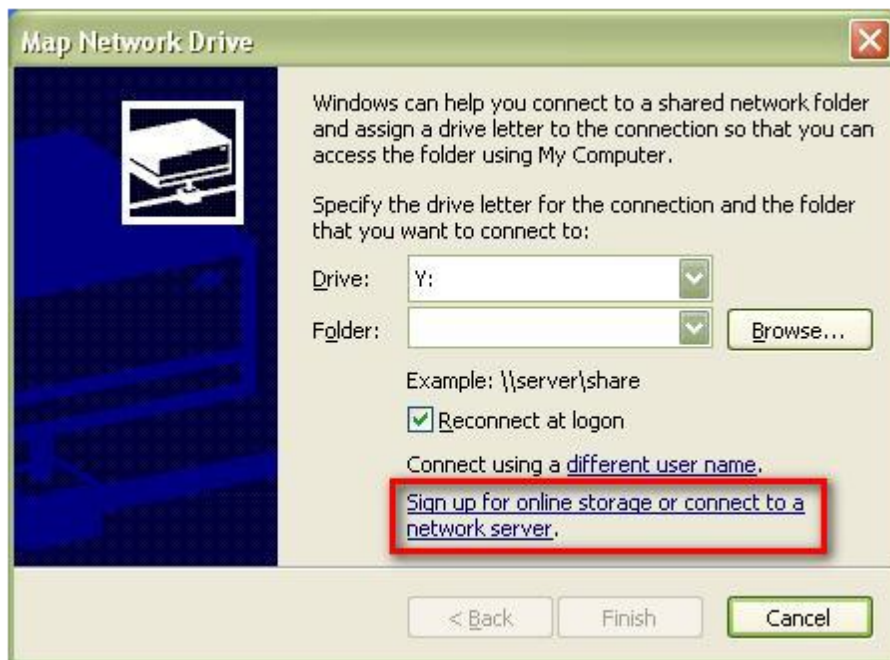 Map Network Drive
Windows can help you connect to a shared network folder
and assign a drive letter to the connection so that you can
access the folder using My Computer.
Specify the drive letter for the connection and the folder
that you want to connect to:
Drive: Y:
Folder: Browse...
Example: \\server\share
Reconnect at logon
Connect using a different user name.
Sign up for online storage or connect to a
network server.
< Back Finish Cancel